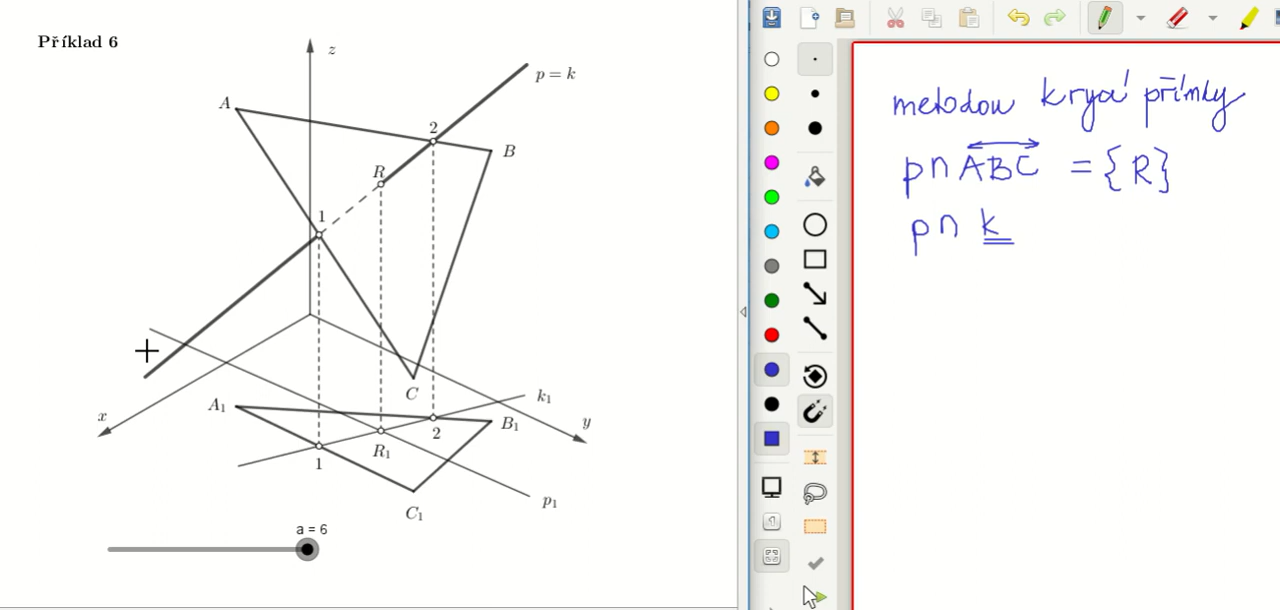 Příklad 6
z
p = k
A
2
B
R
1
C
x
y
A₁
k₁
B₁
2
R₁
1
p₁
C₁
a = 6
metodou krycí přímky
p ∩ ABC = {R}
p ∩ k